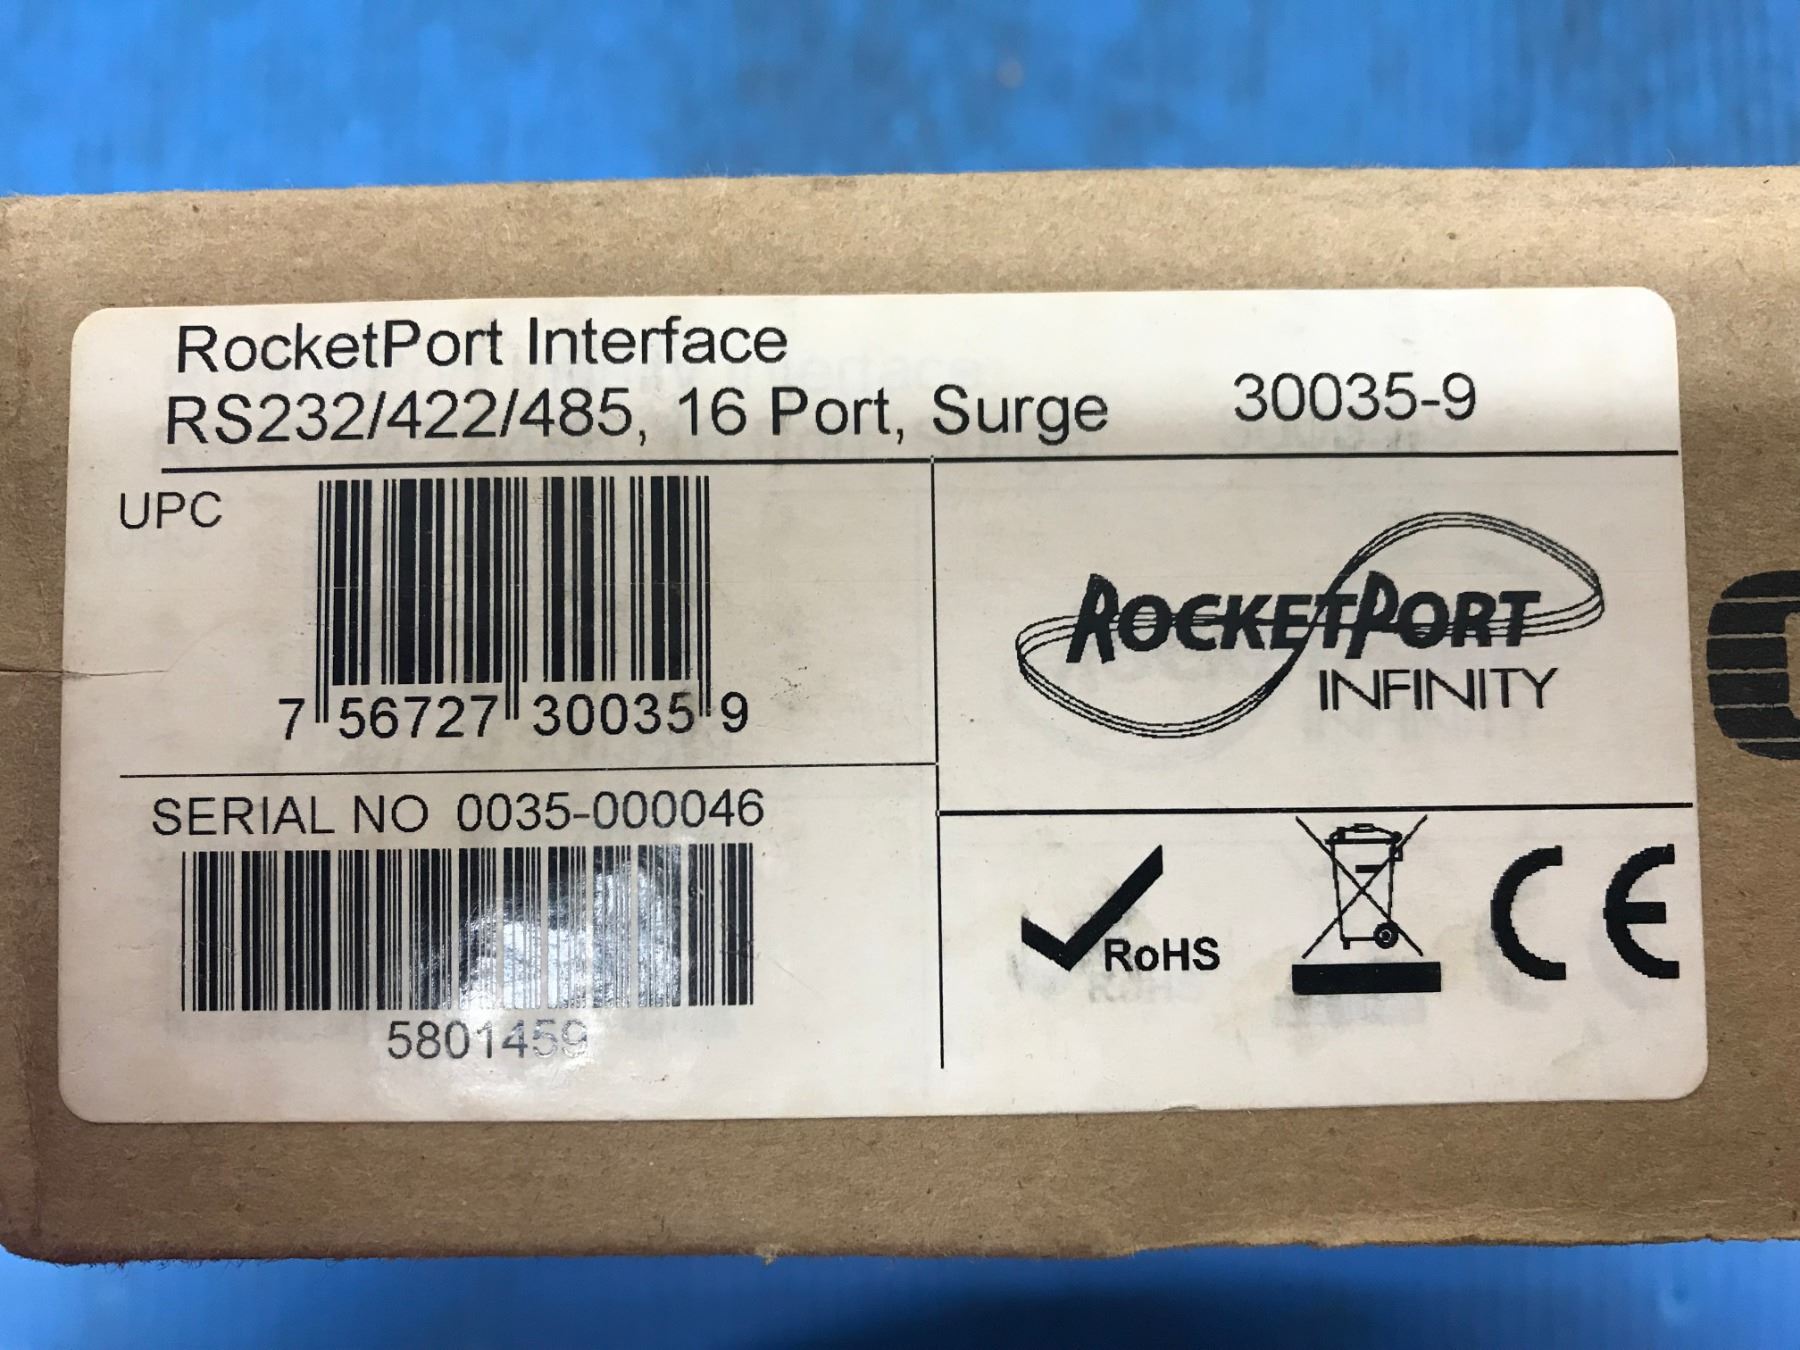 RocketPort Interface
RS232/422/485, 16 Port, Surge 30035-9
UPC
7 56727 30035 9
ROCKETPORT
INFINITY
SERIAL NO 0035-000046
5801459
RoHS
CE